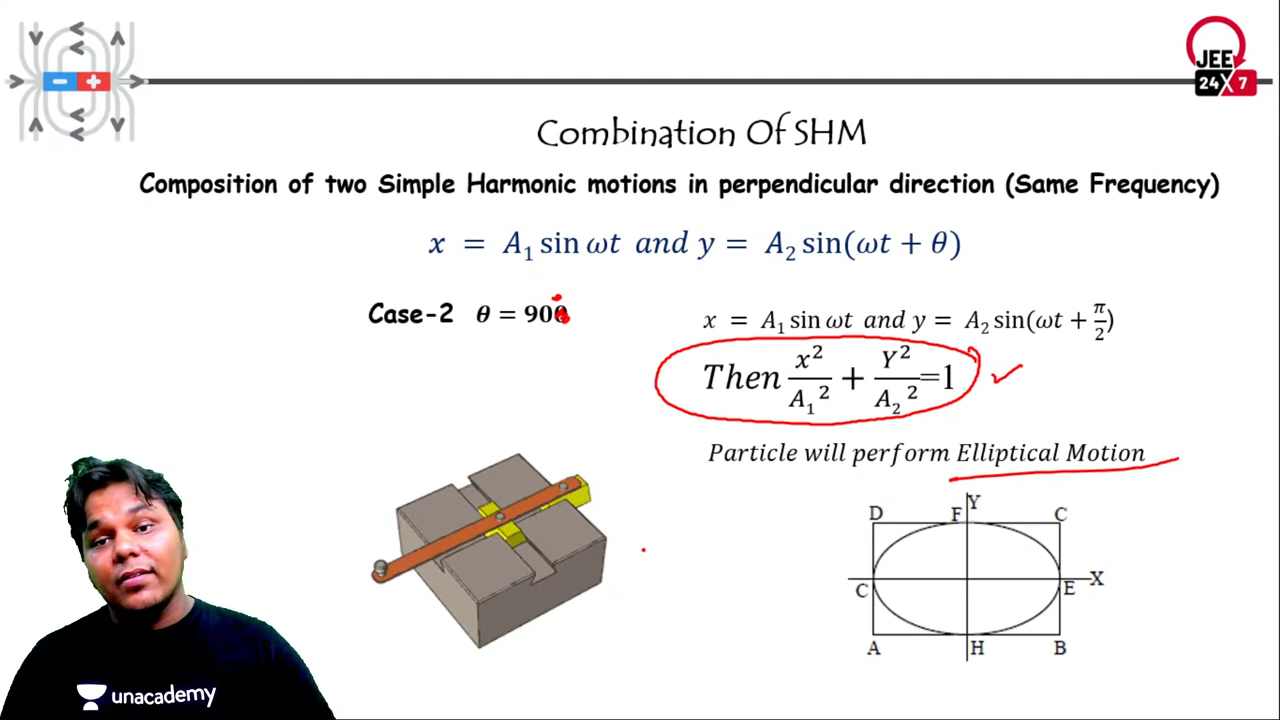 JEE
24X7
− +
Combination Of SHM
Composition of two Simple Harmonic motions in perpendicular direction (Same Frequency)
x = A₁ sin ωt and y = A₂ sin(ωt + θ)
Case-2 θ = 90
x = A₁ sin ωt and y = A₂ sin(ωt + π/2)
Then x²/A₁² + Y²/A₂² =1
Particle will perform Elliptical Motion
Y
D F C
C E X
A H B
unacademy